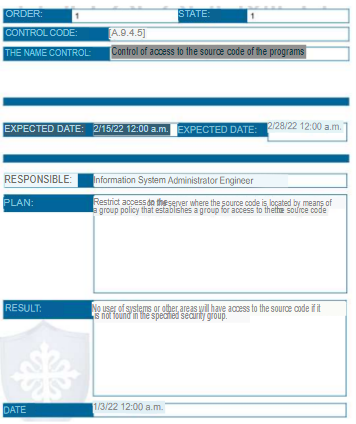 ORDER: 1 STATE: 1
CONTROL CODE: [A.9.4.5]
THE NAME CONTROL: Control of access to the source code of the programs
EXPECTED DATE: 2/15/22 12:00 a.m. EXPECTED DATE: 2/28/22 12:00 a.m.
RESPONSIBLE: Information System Administrator Engineer
PLAN: Restrict access to the server where the source code is located by means of
a group policy that establishes a group for access to the source code
RESULT: No user of systems or other areas will have access to the source code if it
is not found in the specified security group.
DATE 1/3/22 12:00 a.m.